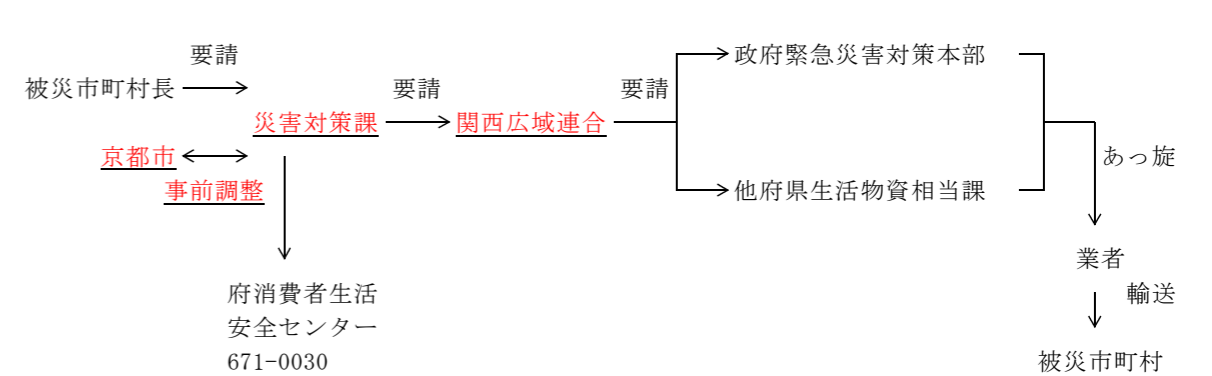 要請
被災市町村長
災害対策課
京都市
事前調整
府消費者生活
安全センター
671-0030
要請
関西広域連合
要請
政府緊急災害対策本部
他府県生活物資相当課
あっ旋
業者
輸送
被災市町村